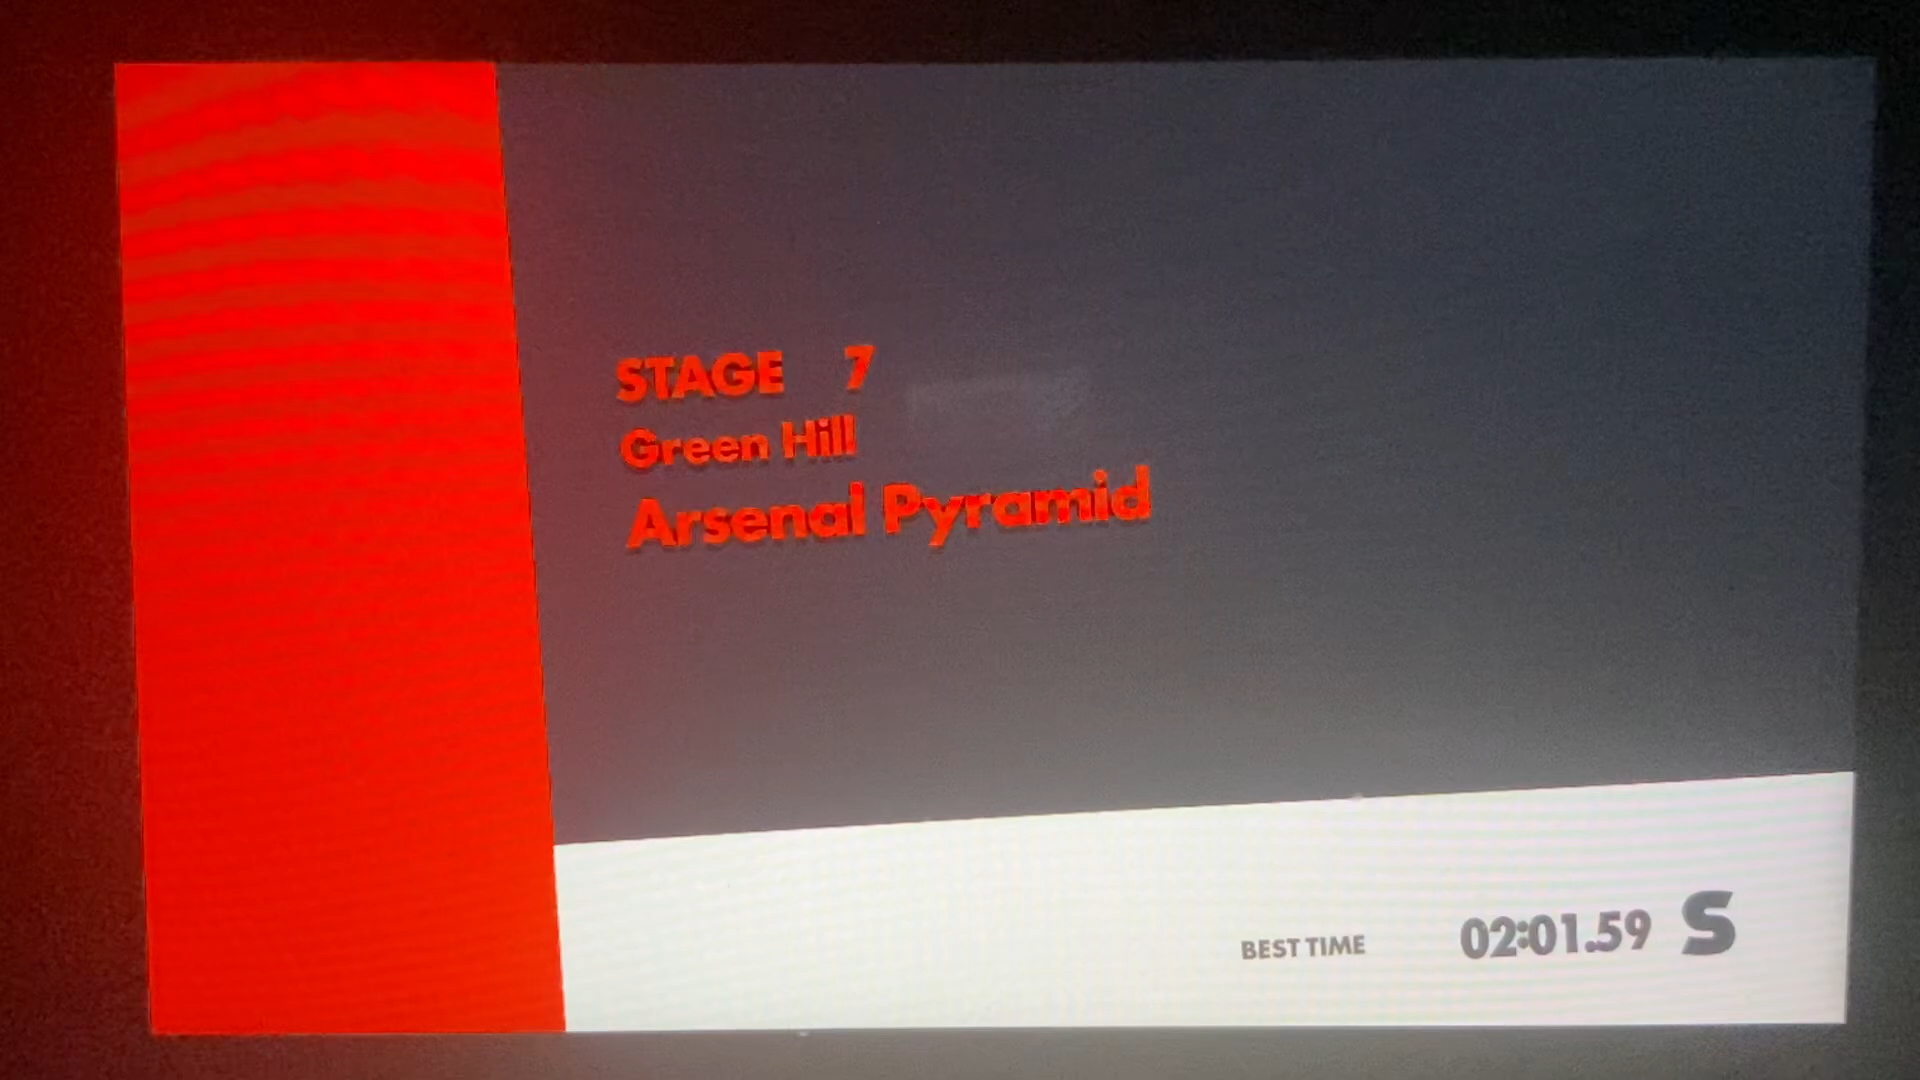 STAGE 7
Green Hill
Arsenal Pyramid
BEST TIME 02:01.59 S